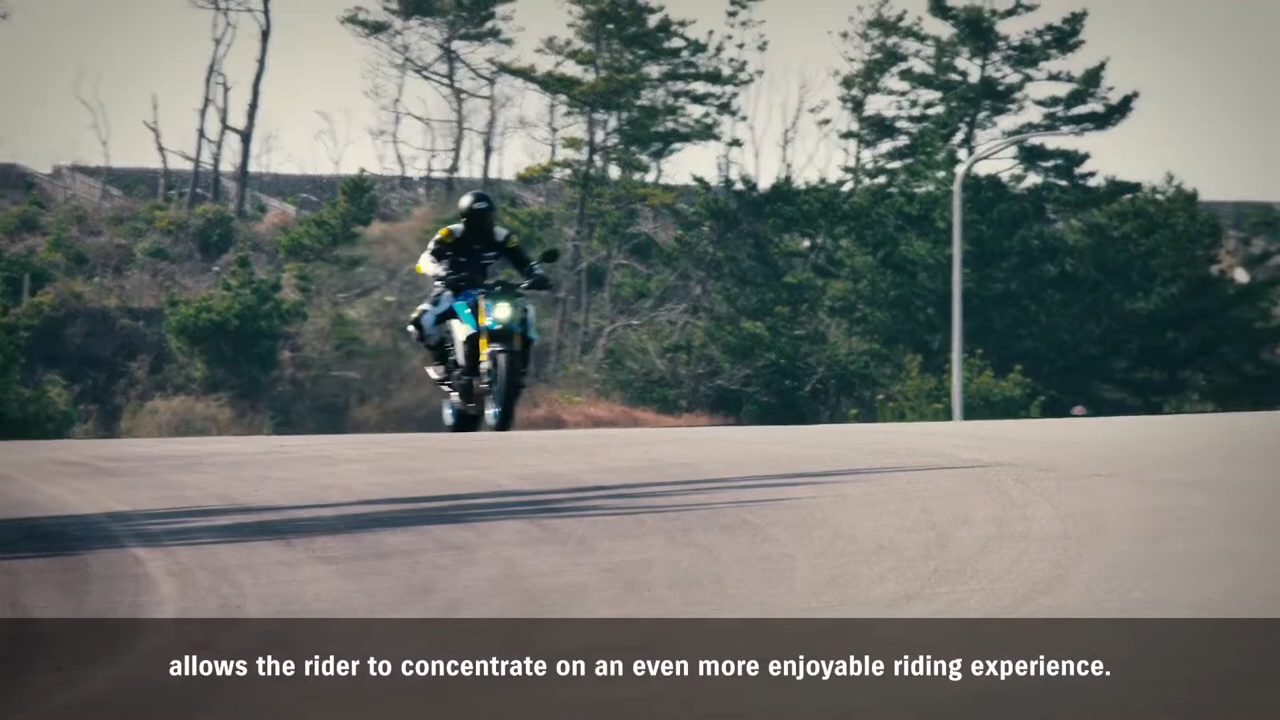 allows the rider to concentrate on an even more enjoyable riding experience.